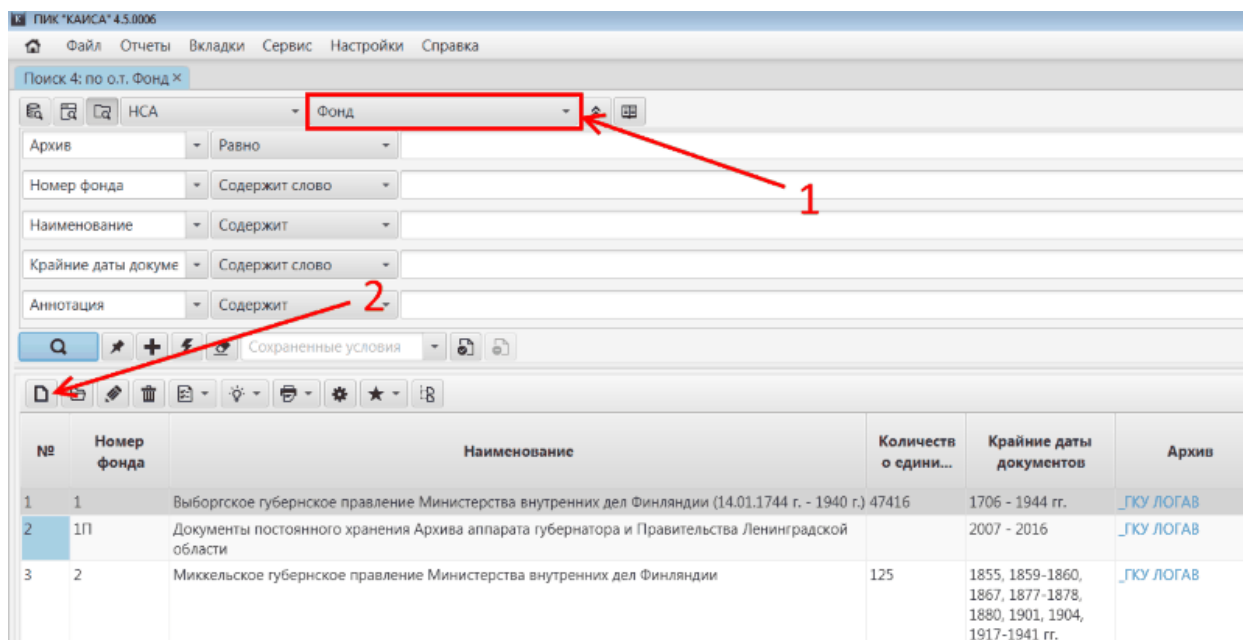 ПИК "КАИСА" 4.5.0006
Файл Отчеты Вкладки Сервис Настройки Справка
Поиск 4: по о.т. Фонд ×
НСА Фонд
Архив Равно
Номер фонда Содержит слово
1
Наименование Содержит
Крайние даты докуме Содержит слово
Аннотация Содержит 2
Сохраненные условия
№ Номер фонда Наименование Количеств о едини... Крайние даты документов Архив
1 1 Выборгское губернское правление Министерства внутренних дел Финляндии (14.01.1744 г. - 1940 г.) 47416 1706 - 1944 гг. _ГКУ ЛОГАВ
2 1П Документы постоянного хранения Архива аппарата губернатора и Правительства Ленинградской 2007 - 2016 _ГКУ ЛОГАВ
области
3 2 Миккельское губернское правление Министерства внутренних дел Финляндии 125 1855, 1859-1860, _ГКУ ЛОГАВ
1867, 1877-1878,
1880, 1901, 1904,
1917-1941 гг.